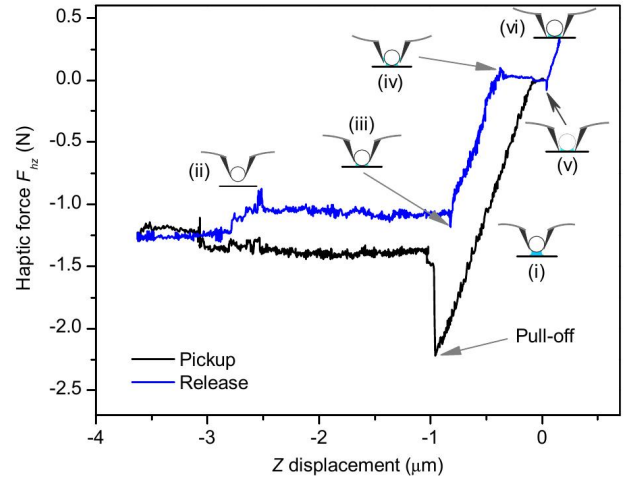 0.5
0.0
-0.5
-1.0
-1.5
-2.0
-2.5
Haptic force F_hz (N)
(vi)
(iv)
(iii)
(ii)
(v)
(i)
Pull-off
Pickup
Release
-4 -3 -2 -1 0
Z displacement (μm)